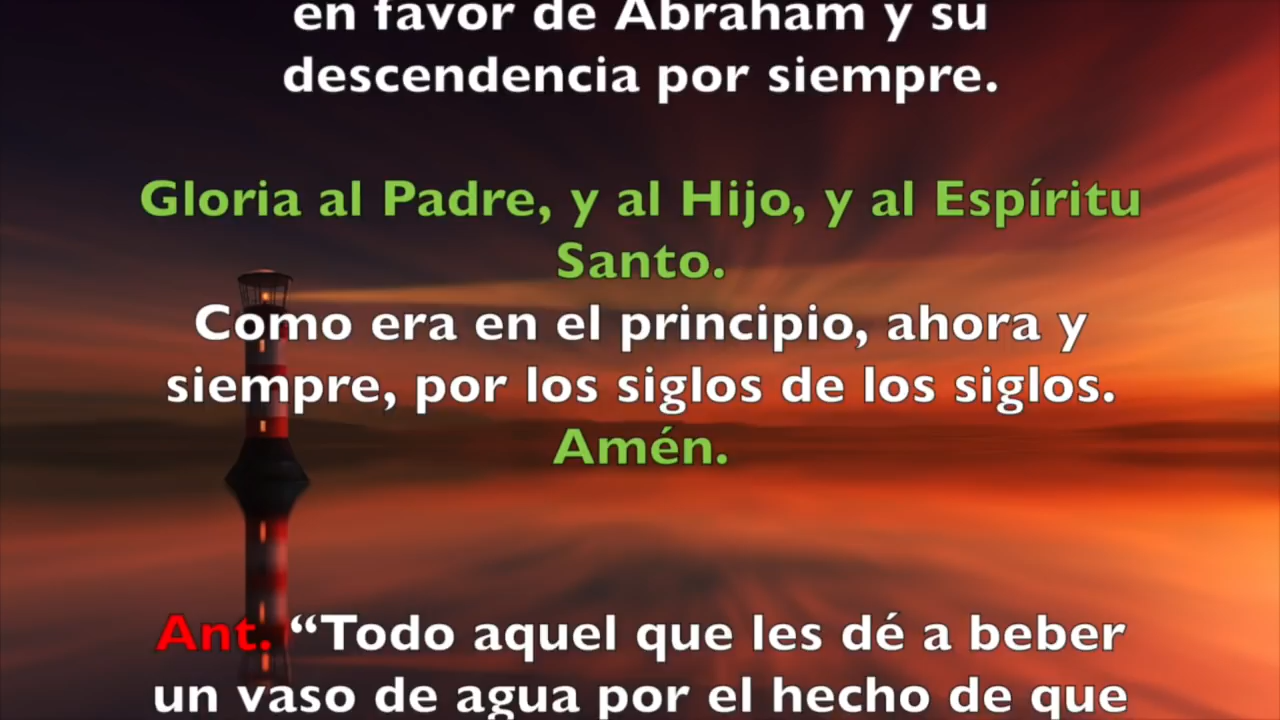 en favor de Abraham y su
descendencia por siempre.
Gloria al Padre, y al Hijo, y al Espíritu
Santo.
Como era en el principio, ahora y
siempre, por los siglos de los siglos.
Amén.
Ant. “Todo aquel que les dé a beber
un vaso de agua por el hecho de que